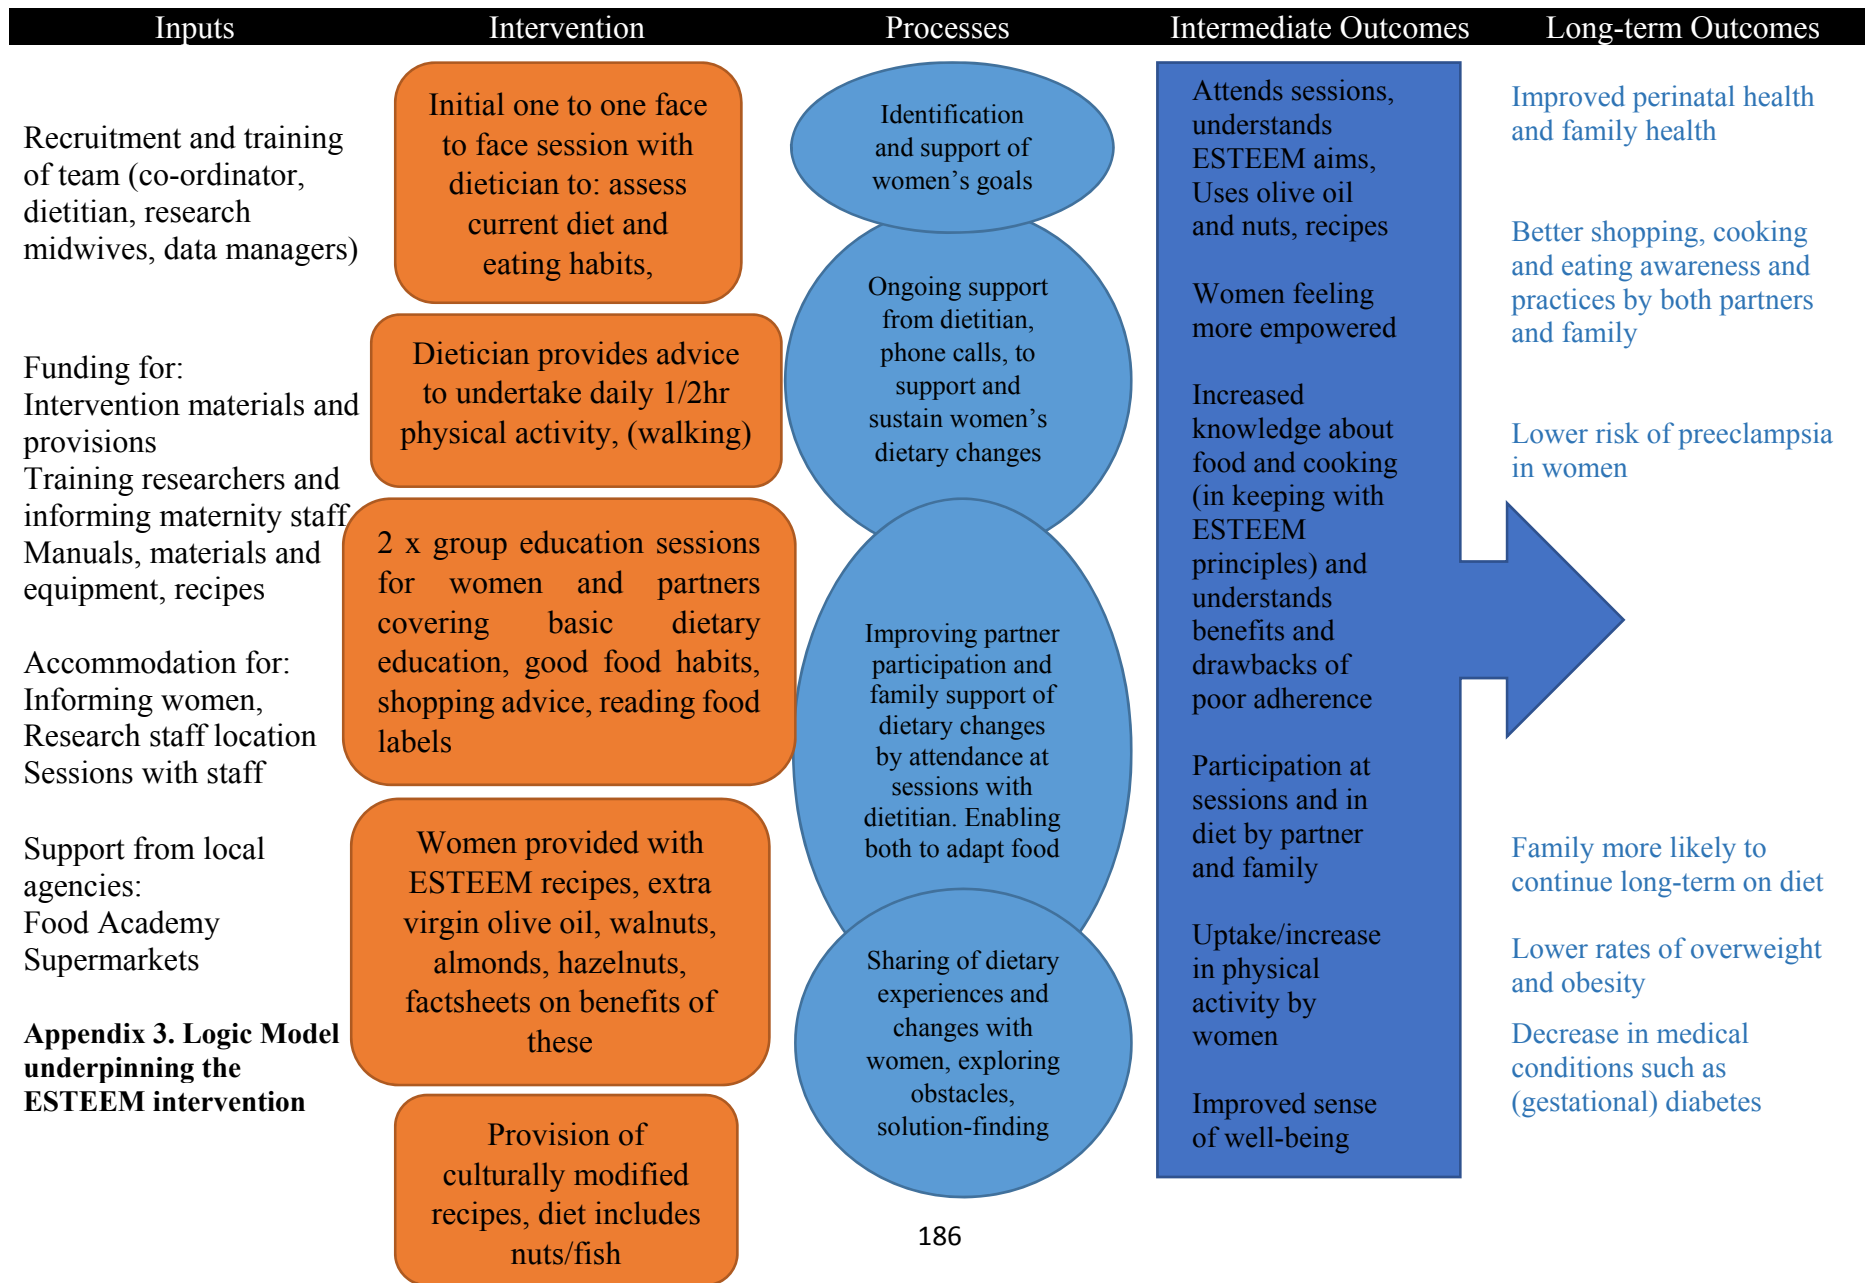 Inputs
Intervention
Processes
Intermediate Outcomes
Long-term Outcomes
Recruitment and training
of team (co-ordinator,
dietitian, research
midwives, data managers)
Funding for:
Intervention materials and
provisions
Training researchers and
informing maternity staff
Manuals, materials and
equipment, recipes
Accommodation for:
Informing women,
Research staff location
Sessions with staff
Support from local
agencies:
Food Academy
Supermarkets
Appendix 3. Logic Model
underpinning the
ESTEEM intervention
Initial one to one face
to face session with
dietician to: assess
current diet and
eating habits,
Dietician provides advice
to undertake daily 1/2hr
physical activity, (walking)
2 x group education sessions
for women and partners
covering basic dietary
education, good food habits,
shopping advice, reading food
labels
Women provided with
ESTEEM recipes, extra
virgin olive oil, walnuts,
almonds, hazelnuts,
factsheets on benefits of
these
Provision of
culturally modified
recipes, diet includes
nuts/fish
Identification
and support of
women's goals
Ongoing support
from dietitian,
phone calls, to
support and
sustain women's
dietary changes
Improving partner
participation and
family support of
dietary changes
by attendance at
sessions with
dietitian. Enabling
both to adapt food
Sharing of dietary
experiences and
changes with
women, exploring
obstacles,
solution-finding
Attends sessions,
understands
ESTEEM aims,
Uses olive oil
and nuts, recipes
Women feeling
more empowered
Increased
knowledge about
food and cooking
(in keeping with
ESTEEM
principles) and
understands
benefits and
drawbacks of
poor adherence
Participation at
sessions and in
diet by partner
and family
Uptake/increase
in physical
activity by
women
Improved sense
of well-being
Improved perinatal health
and family health
Better shopping, cooking
and eating awareness and
practices by both partners
and family
Lower risk of preeclampsia
in women
Family more likely to
continue long-term on diet
Lower rates of overweight
and obesity
Decrease in medical
conditions such as
(gestational) diabetes
186